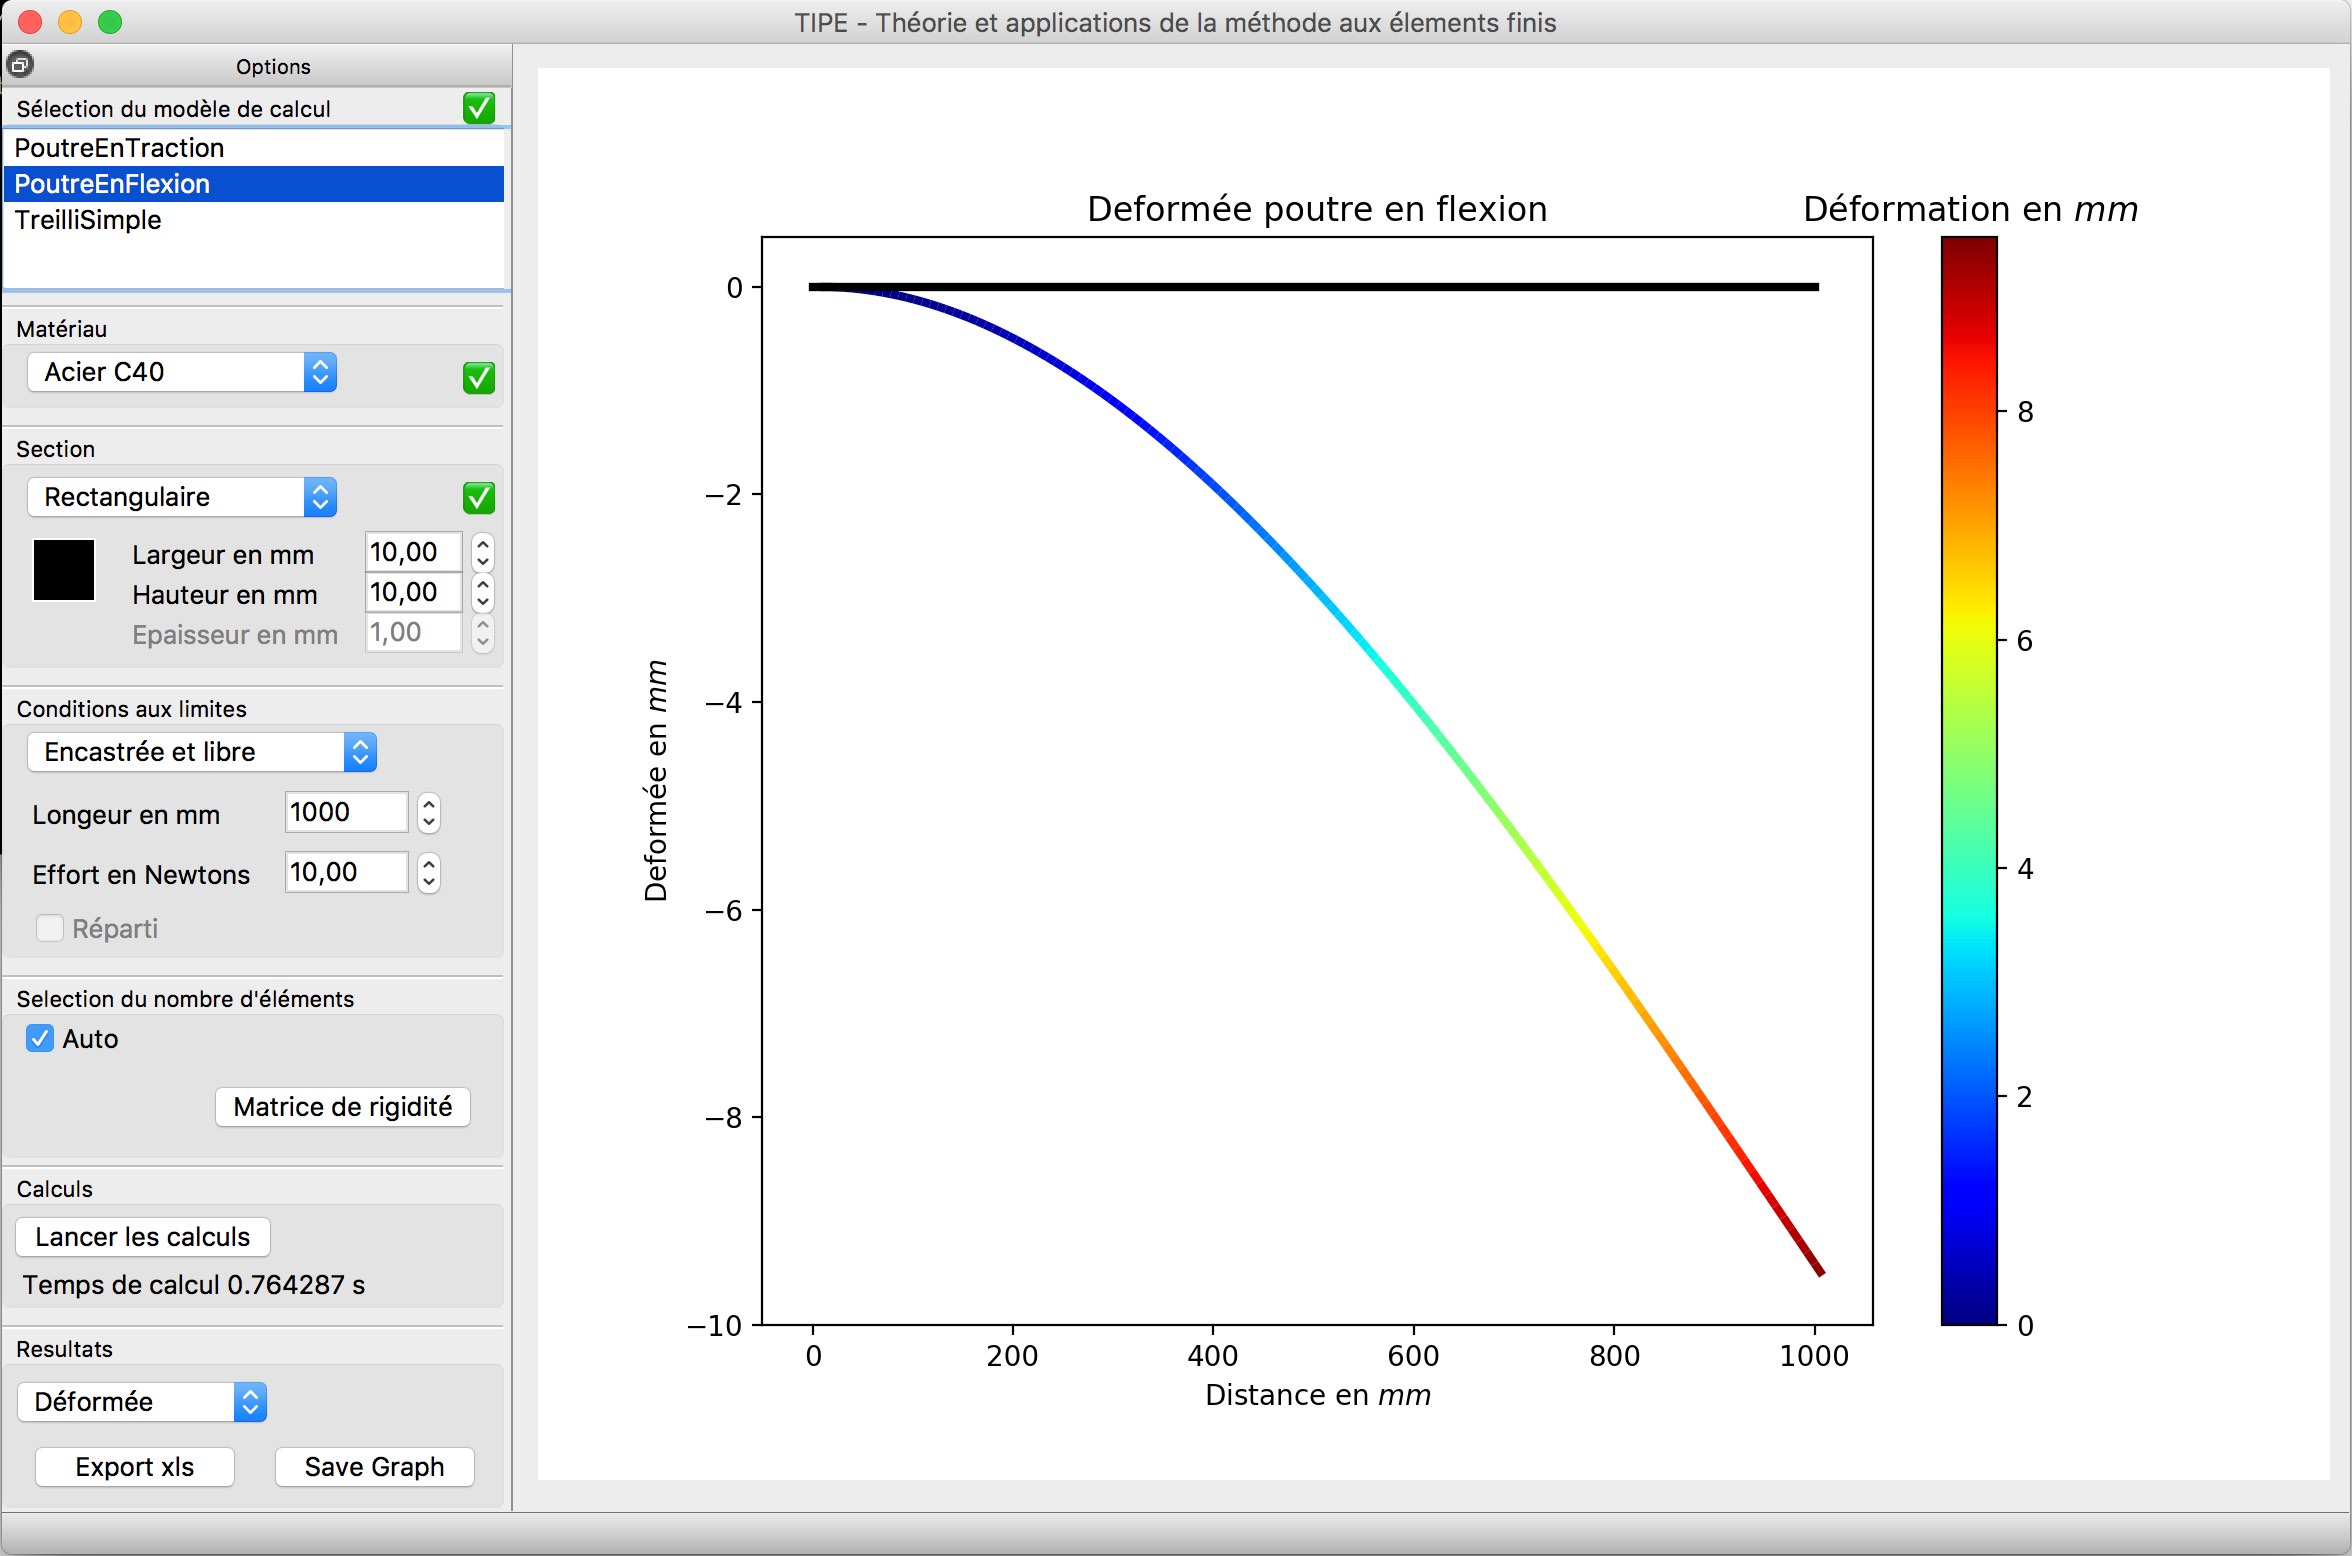 TIPE - Théorie et applications de la méthode aux élements finis
Options
Sélection du modèle de calcul
PoutreEnTraction
PoutreEnFlexion
TreilliSimple
Matériau
Acier C40
Section
Rectangulaire
Largeur en mm 10,00
Hauteur en mm 10,00
Epaisseur en mm 1,00
Conditions aux limites
Encastrée et libre
Longeur en mm 1000
Effort en Newtons 10,00
Réparti
Selection du nombre d'éléments
Auto
Matrice de rigidité
Calculs
Lancer les calculs
Temps de calcul 0.764287 s
Resultats
Déformée
Export xls Save Graph
Deformée poutre en flexion
Déformation en mm
Deformée en mm
0
−2
−4
−6
−8
−10
0 200 400 600 800 1000
Distance en mm
8
6
4
2
0